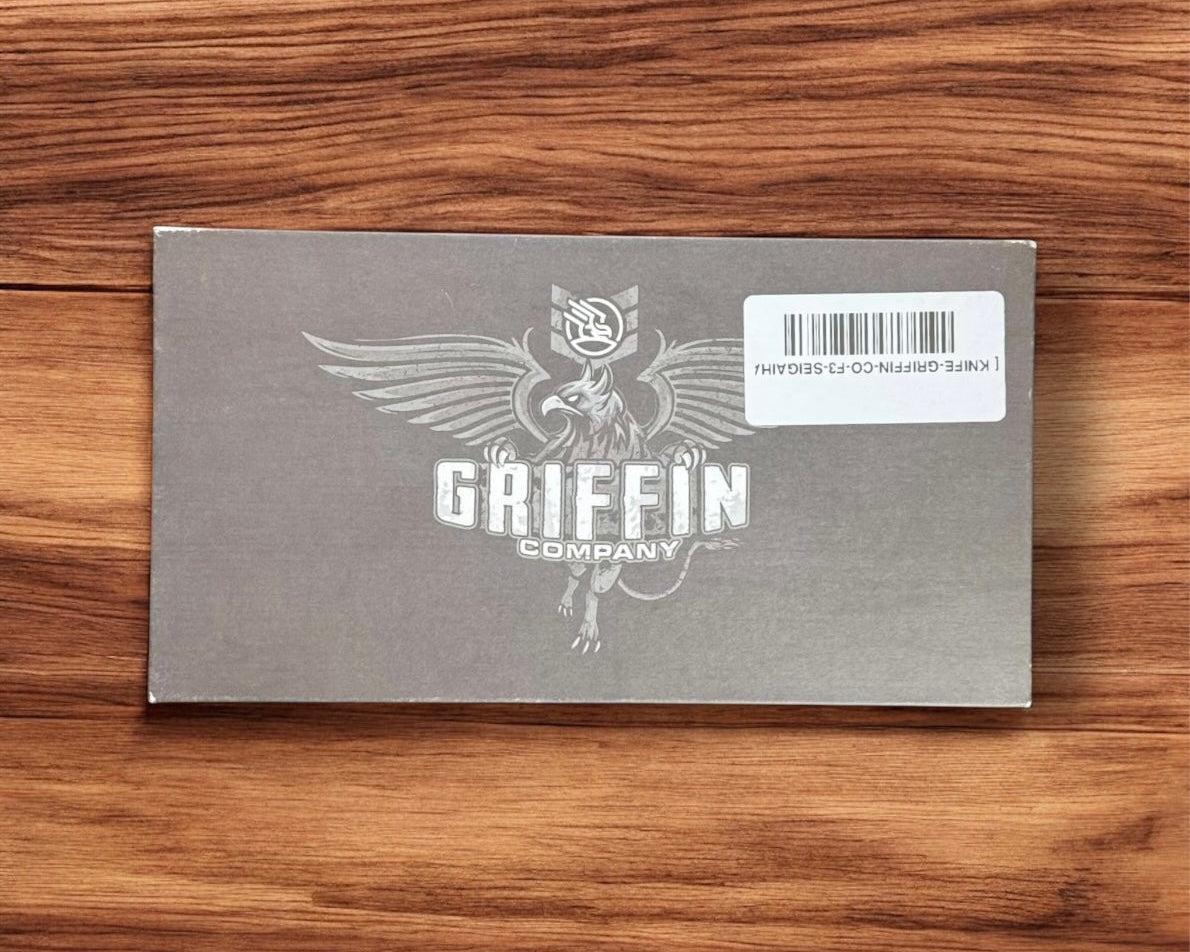 GRIFFIN
COMPANY
[ KNIFE-GRIFFIN-CO-F3-SEIGAIH